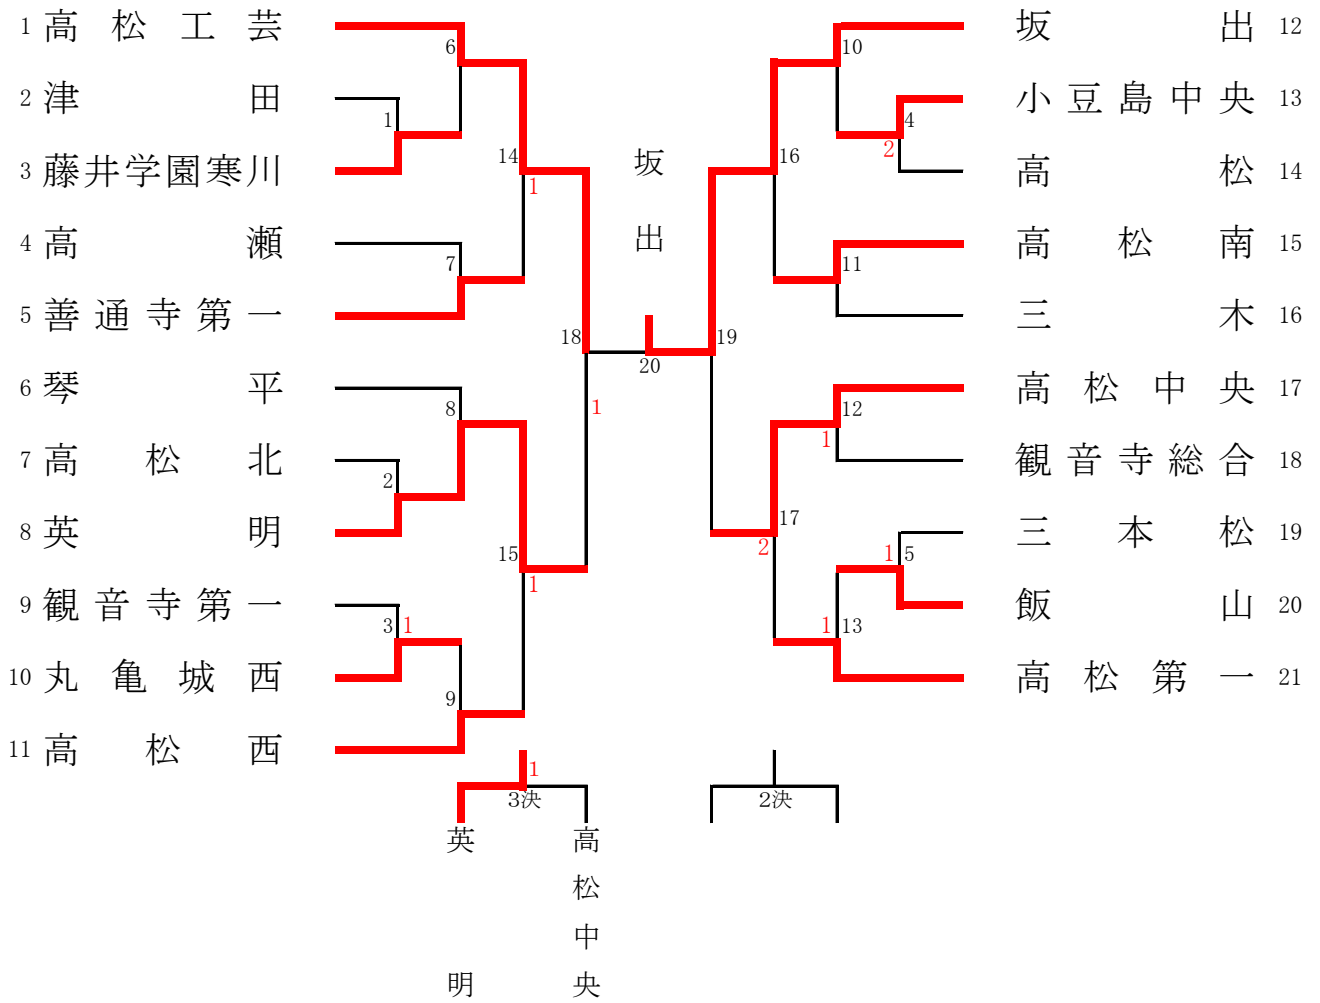 1 高松工芸
2 津田
3 藤井学園寒川
4 高瀬
5 善通寺第一
6 琴平
7 高松北
8 英明
9 観音寺第一
10 丸亀城西
11 高松西
6
1
14
1
7
18
8
2
1
15
1
3
1
9
坂出
20
10
4
2
16
11
19
12
1
17
2
1
5
1
13
坂出 12
小豆島中央 13
高松 14
高松南 15
三木 16
高松中央 17
観音寺総合 18
三本松 19
飯山 20
高松第一 21
1
3決
英明
高松中央
2決